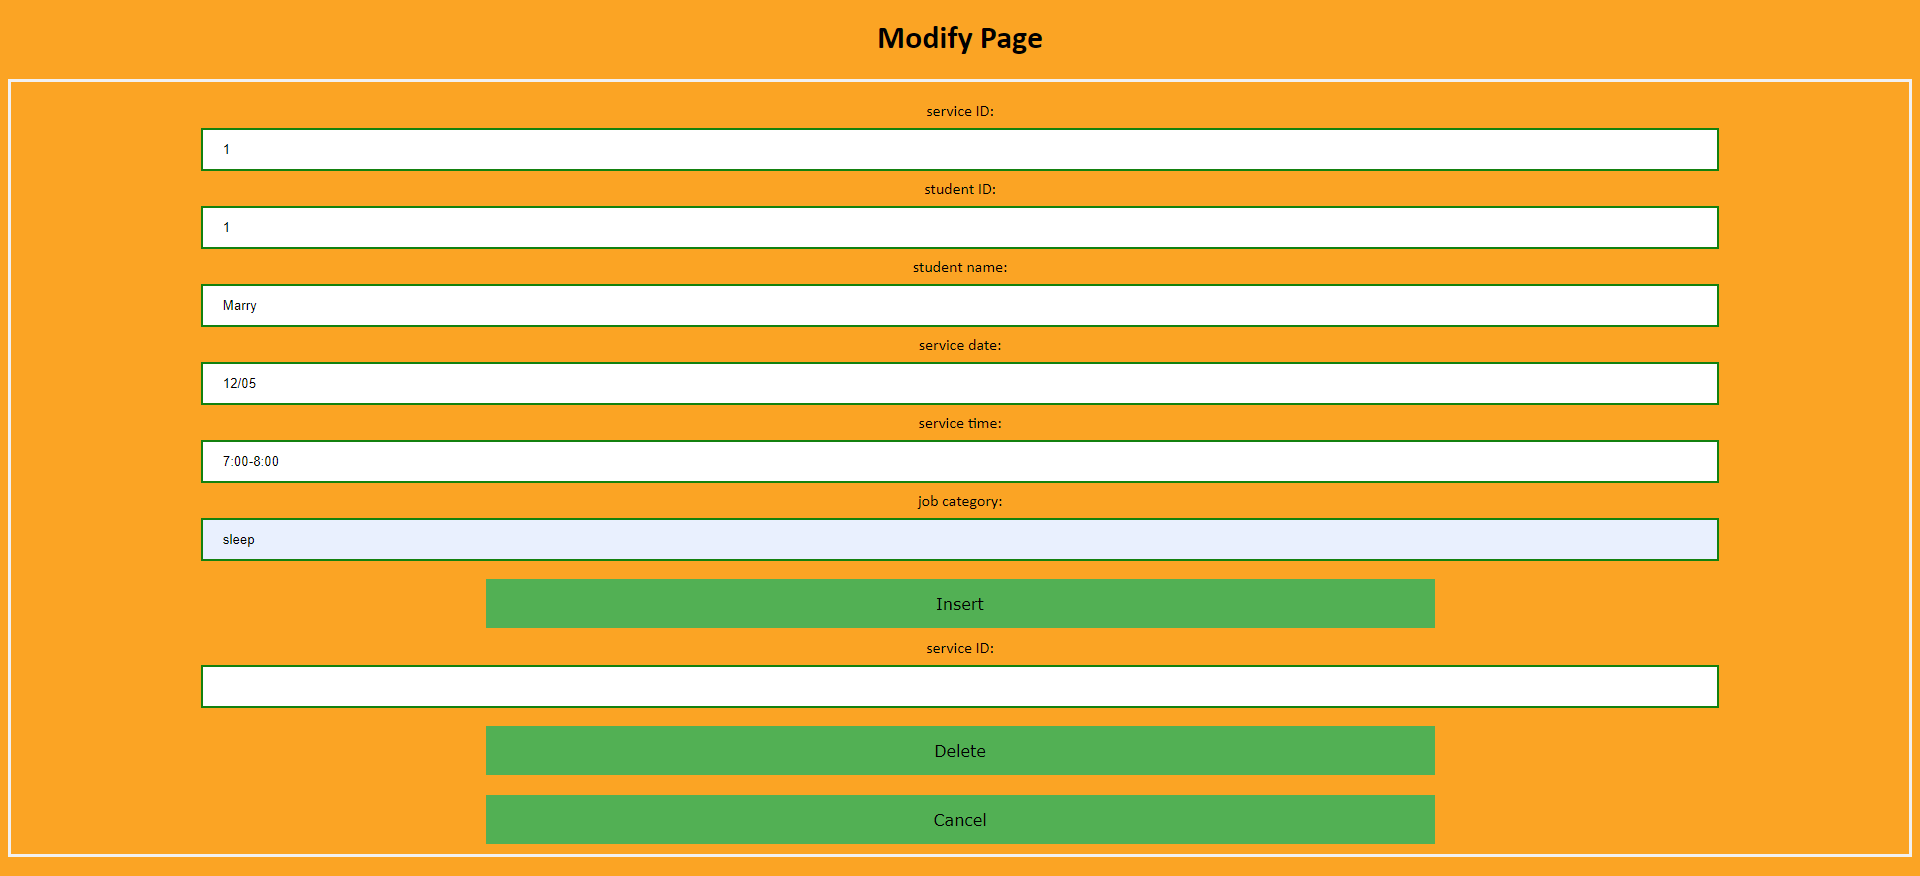 Modify Page
service ID:
1
student ID:
1
student name:
Marry
service date:
12/05
service time:
7:00-8:00
job category:
sleep
Insert
service ID:
Delete
Cancel